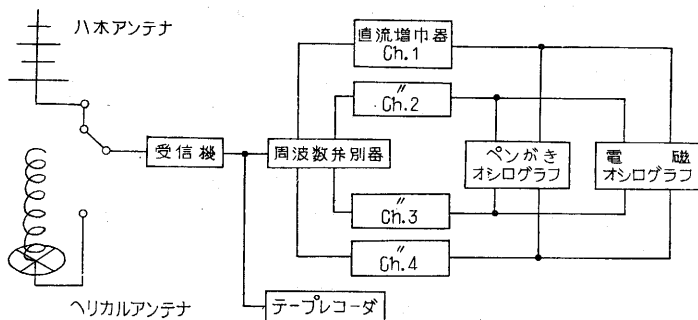 八木アンテナ
直流増巾器
Ch.1
〃
Ch.2
受信機
周波数弁別器
ペンがき
オシログラフ
電磁
オシログラフ
〃
Ch.3
〃
Ch.4
ヘリカルアンテナ
テープレコーダ